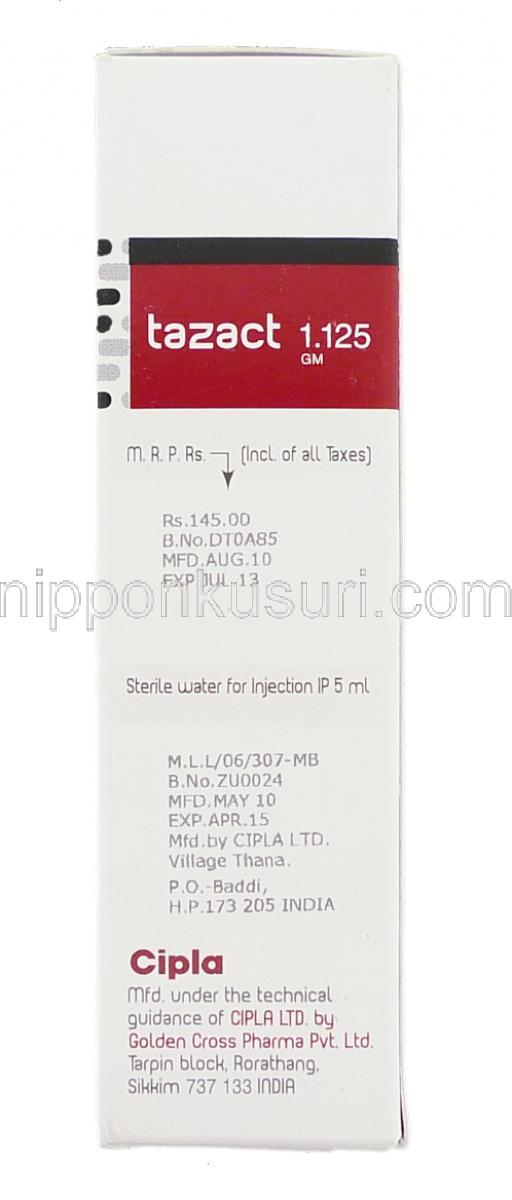 tazact 1.125
GM
M. R. P. Rs. (Incl. of all Taxes)
Rs.145.00
B.No.DT0A85
MFD.AUG.10
EXP.JUL-13
nipponkusuri.com
Sterile water for Injection IP 5 ml
M.L.L/06/307-MB
B.No.ZU0024
MFD.MAY 10
EXP.APR.15
Mfd.by CIPLA LTD.
Village Thana.
P.O.-Baddi,
H.P.173 205 INDIA
Cipla
Mfd. under the technical
guidance of CIPLA LTD. by
Golden Cross Pharma Pvt. Ltd.
Tarpin block, Rorathang,
Sikkim 737 133 INDIA